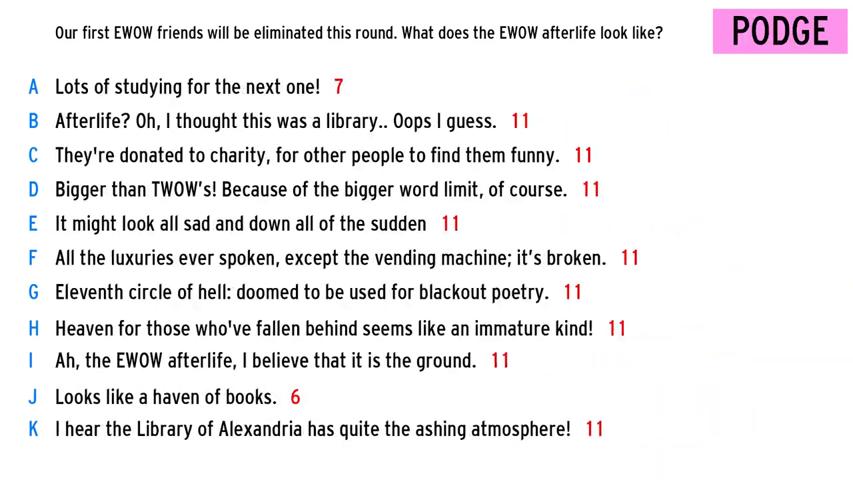 Our first EWOW friends will be eliminated this round. What does the EWOW afterlife look like?
PODGE
A Lots of studying for the next one! 7
B Afterlife? Oh, I thought this was a library.. Oops I guess. 11
C They're donated to charity, for other people to find them funny. 11
D Bigger than TWOW's! Because of the bigger word limit, of course. 11
E It might look all sad and down all of the sudden 11
F All the luxuries ever spoken, except the vending machine; it's broken. 11
G Eleventh circle of hell: doomed to be used for blackout poetry. 11
H Heaven for those who've fallen behind seems like an immature kind! 11
I Ah, the EWOW afterlife, I believe that it is the ground. 11
J Looks like a haven of books. 6
K I hear the Library of Alexandria has quite the ashing atmosphere! 11